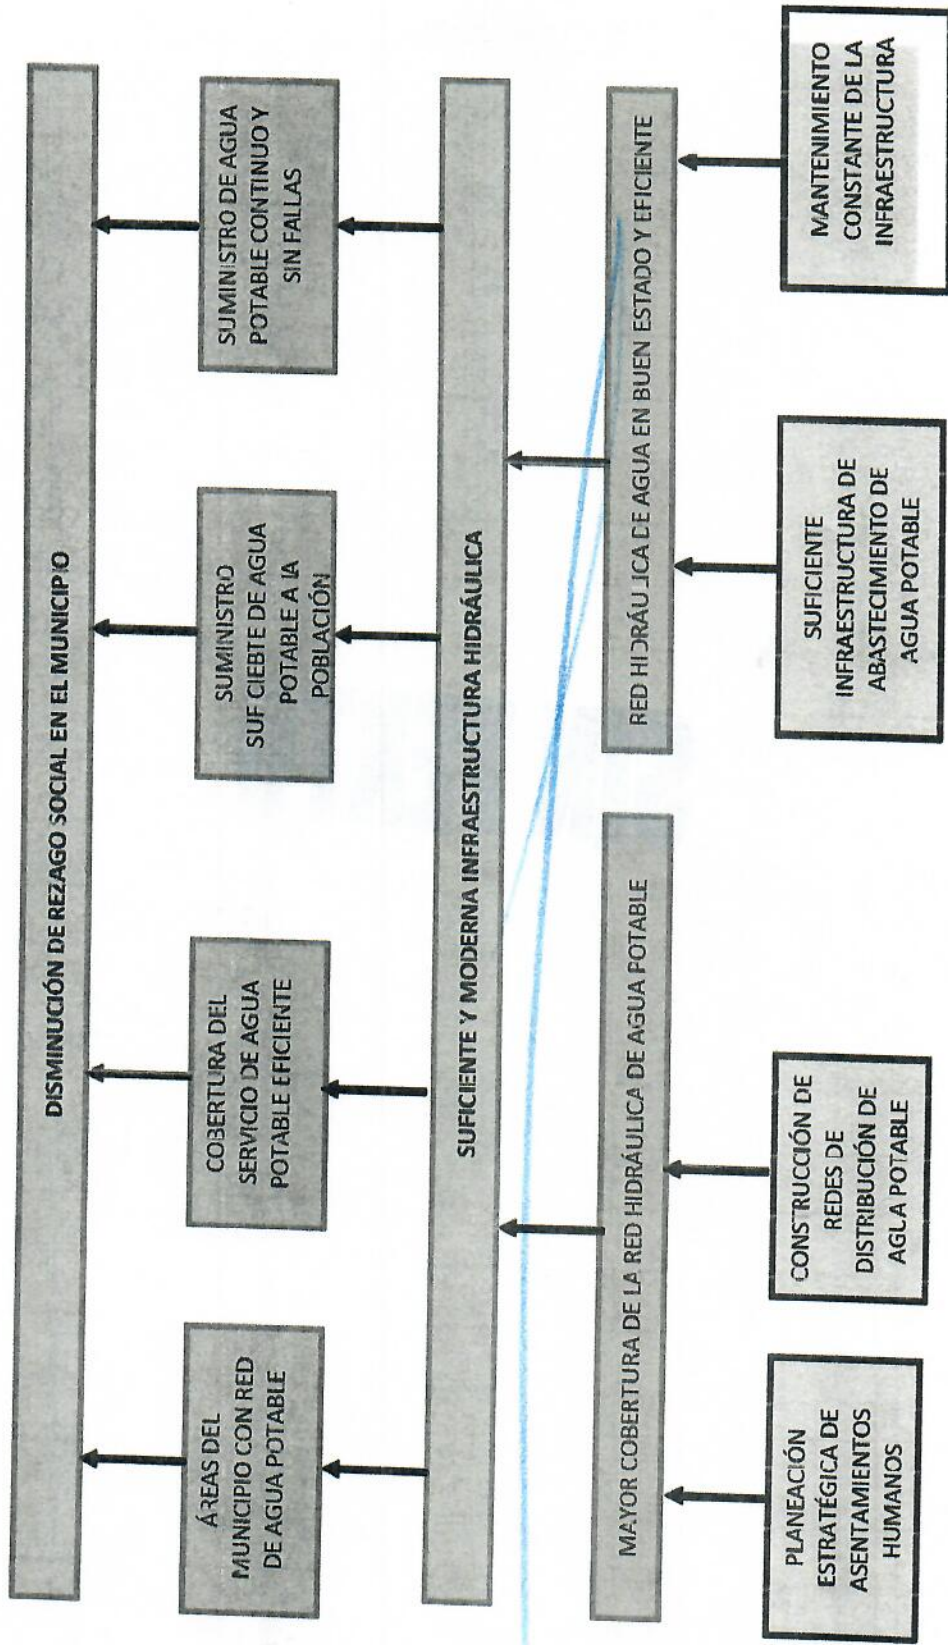 DISMINUCIÓN DE REZAGO SOCIAL EN EL MUNICIPIO
ÁREAS DEL
MUNICIPIO CON RED
DE AGUA POTABLE
COBERTURA DEL
SERVICIO DE AGUA
POTABLE EFICIENTE
SUMINISTRO
SUFICIEBTE DE AGUA
POTABLE A LA
POBLACIÓN
SUMINISTRO DE AGUA
POTABLE CONTINUO Y
SIN FALLAS
SUFICIENTE Y MODERNA INFRAESTRUCTURA HIDRÁULICA
MAYOR COBERTURA DE LA RED HIDRÁULICA DE AGUA POTABLE
RED HIDRÁULICA DE AGUA EN BUEN ESTADO Y EFICIENTE
PLANEACIÓN
ESTRATÉGICA DE
ASENTAMIENTOS
HUMANOS
CONSTRUCCIÓN DE
REDES DE
DISTRIBUCIÓN DE
AGUA POTABLE
SUFICIENTE
INFRAESTRUCTURA DE
ABASTECIMIENTO DE
AGUA POTABLE
MANTENIMIENTO
CONSTANTE DE LA
INFRAESTRUCTURA